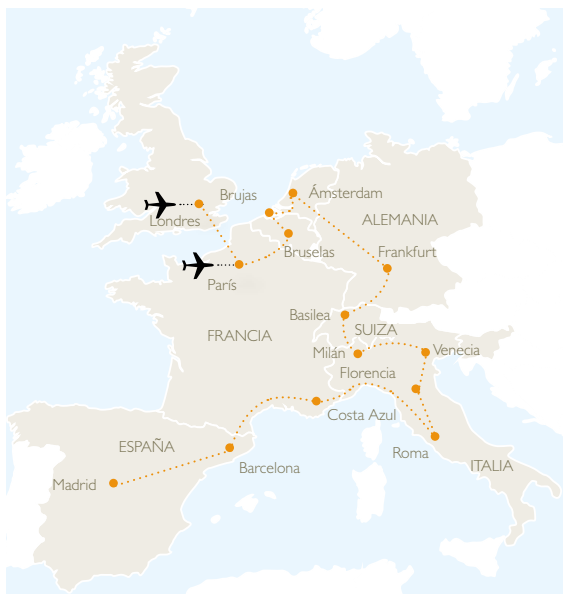 Brujas
Ámsterdam
Londres
ALEMANIA
Bruselas
Frankfurt
París
Basilea
SUIZA
FRANCIA
Milán
Venecia
Florencia
Costa Azul
ESPAÑA
Roma
Barcelona
ITALIA
Madrid